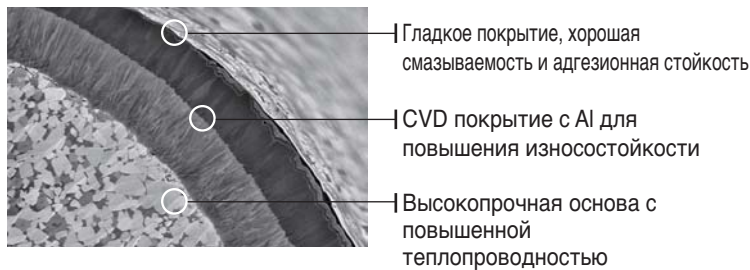 Гладкое покрытие, хорошая
смазываемость и адгезионная стойкость
CVD покрытие с Al для
повышения износостойкости
Высокопрочная основа с
повышенной
теплопроводностью